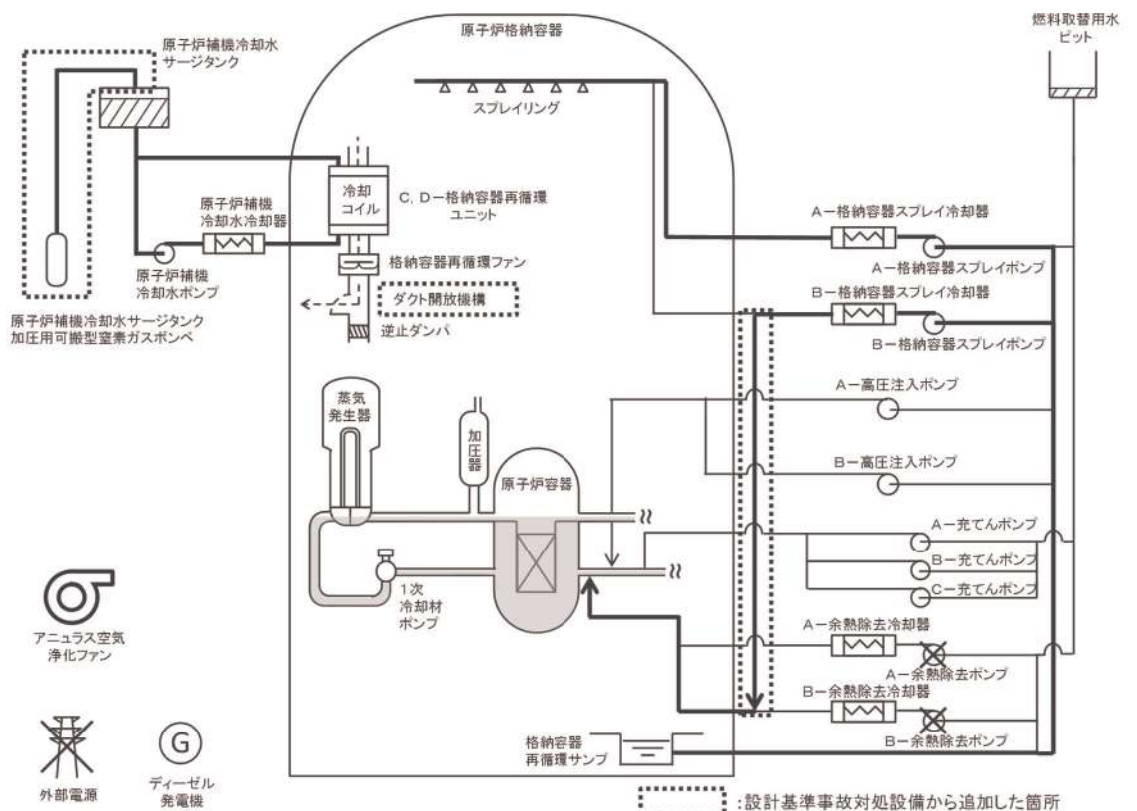 原子炉補機冷却水
サージタンク
原子炉格納容器
燃料取替用水
ピット
スプレイリング
冷却
コイル
C, D-格納容器再循環
ユニット
原子炉補機
冷却水冷却器
A-格納容器スプレイ冷却器
A-格納容器スプレイポンプ
原子炉補機
冷却水ポンプ
格納容器再循環ファン
ダクト開放機構
逆止ダンパ
B-格納容器スプレイ冷却器
B-格納容器スプレイポンプ
原子炉補機冷却水サージタンク
加圧用可搬型窒素ガスボンベ
蒸気
発生器
加圧器
原子炉容器
A-高圧注入ポンプ
B-高圧注入ポンプ
A-充てんポンプ
B-充てんポンプ
C-充てんポンプ
1次
冷却材
ポンプ
アニュラス空気
浄化ファン
A-余熱除去冷却器
A-余熱除去ポンプ
B-余熱除去冷却器
B-余熱除去ポンプ
格納容器
再循環サンプ
外部電源
G
ディーゼル
発電機
:設計基準事故対処設備から追加した箇所